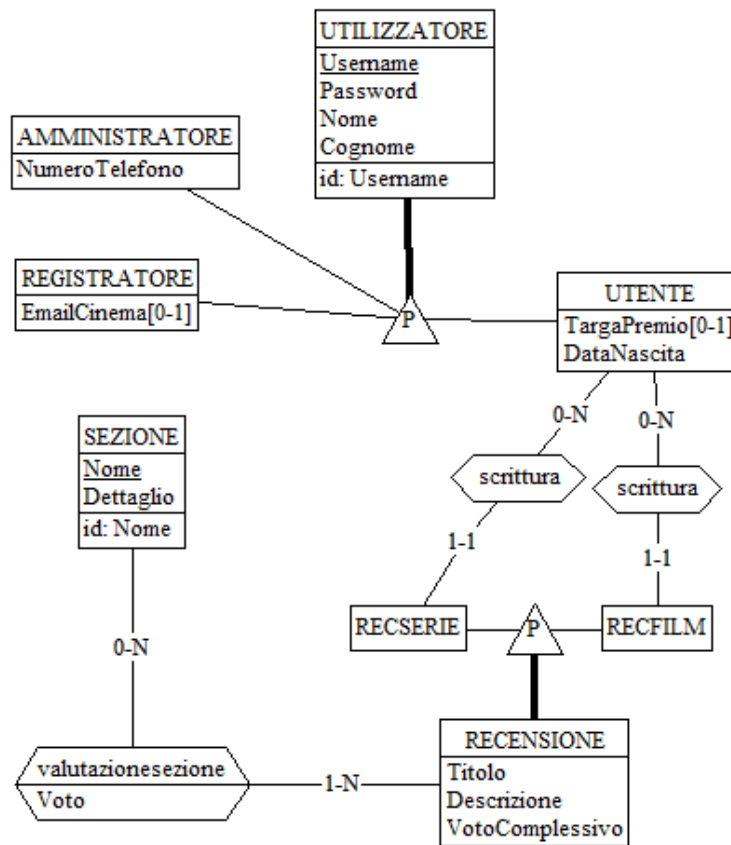 UTILIZZATORE
Username
Password
Nome
Cognome
id: Username
AMMINISTRATORE
NumeroTelefono
REGISTRATORE
EmailCinema[0-1]
P
UTENTE
TargaPremio[0-1]
DataNascita
SEZIONE
Nome
Dettaglio
id: Nome
0-N
0-N
scrittura
scrittura
1-1
1-1
RECSERIE
P
RECFILM
0-N
valutazionesezione
Voto
1-N
RECENSIONE
Titolo
Descrizione
VotoComplessivo